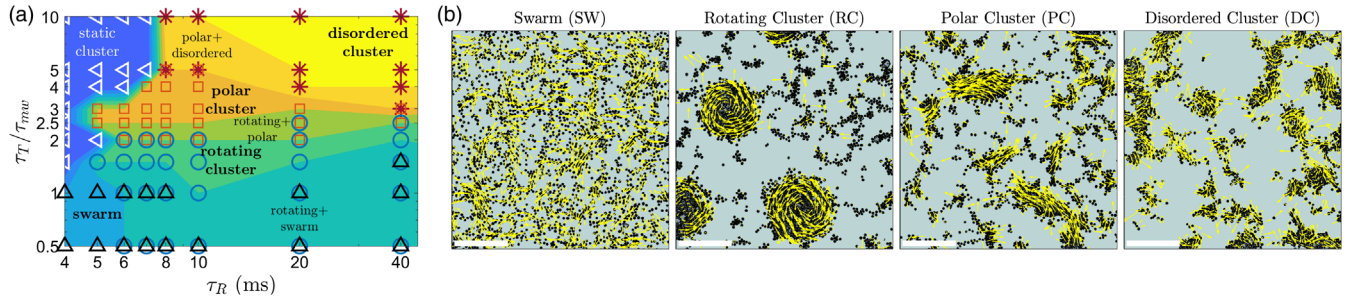 (a)
10
5
4
3
2.5
2
1
0.5
τ_T/τ_mw
static
cluster
polar+
disordered
disordered
cluster
polar
cluster
rotating+
polar
rotating
cluster
swarm
rotating+
swarm
4 5 6 7 8 10 20 40
τ_R (ms)
(b)
Swarm (SW)
Rotating Cluster (RC)
Polar Cluster (PC)
Disordered Cluster (DC)